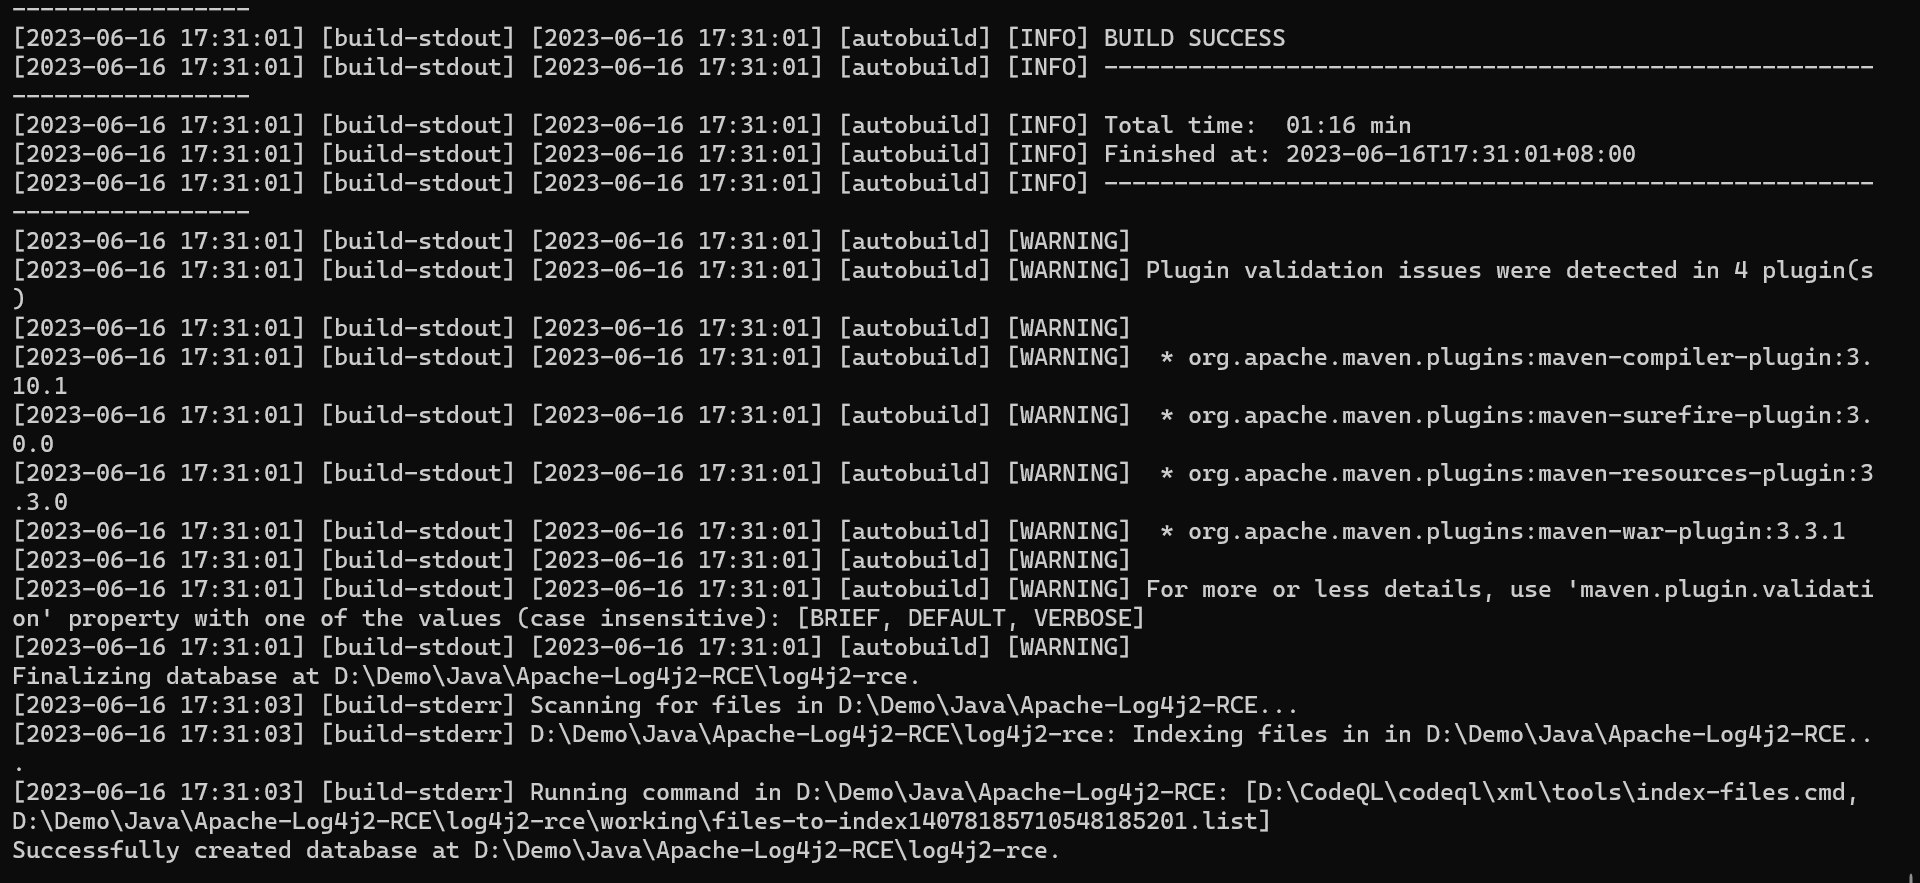 -----------------
[2023-06-16 17:31:01] [build-stdout] [2023-06-16 17:31:01] [autobuild] [INFO] BUILD SUCCESS
[2023-06-16 17:31:01] [build-stdout] [2023-06-16 17:31:01] [autobuild] [INFO] -------------------------------------------------------
-----------------
[2023-06-16 17:31:01] [build-stdout] [2023-06-16 17:31:01] [autobuild] [INFO] Total time:  01:16 min
[2023-06-16 17:31:01] [build-stdout] [2023-06-16 17:31:01] [autobuild] [INFO] Finished at: 2023-06-16T17:31:01+08:00
[2023-06-16 17:31:01] [build-stdout] [2023-06-16 17:31:01] [autobuild] [INFO] -------------------------------------------------------
-----------------
[2023-06-16 17:31:01] [build-stdout] [2023-06-16 17:31:01] [autobuild] [WARNING]
[2023-06-16 17:31:01] [build-stdout] [2023-06-16 17:31:01] [autobuild] [WARNING] Plugin validation issues were detected in 4 plugin(s
)
[2023-06-16 17:31:01] [build-stdout] [2023-06-16 17:31:01] [autobuild] [WARNING]
[2023-06-16 17:31:01] [build-stdout] [2023-06-16 17:31:01] [autobuild] [WARNING]  * org.apache.maven.plugins:maven-compiler-plugin:3.
10.1
[2023-06-16 17:31:01] [build-stdout] [2023-06-16 17:31:01] [autobuild] [WARNING]  * org.apache.maven.plugins:maven-surefire-plugin:3.
0.0
[2023-06-16 17:31:01] [build-stdout] [2023-06-16 17:31:01] [autobuild] [WARNING]  * org.apache.maven.plugins:maven-resources-plugin:3
.3.0
[2023-06-16 17:31:01] [build-stdout] [2023-06-16 17:31:01] [autobuild] [WARNING]  * org.apache.maven.plugins:maven-war-plugin:3.3.1
[2023-06-16 17:31:01] [build-stdout] [2023-06-16 17:31:01] [autobuild] [WARNING]
[2023-06-16 17:31:01] [build-stdout] [2023-06-16 17:31:01] [autobuild] [WARNING] For more or less details, use 'maven.plugin.validati
on' property with one of the values (case insensitive): [BRIEF, DEFAULT, VERBOSE]
[2023-06-16 17:31:01] [build-stdout] [2023-06-16 17:31:01] [autobuild] [WARNING]
Finalizing database at D:\Demo\Java\Apache-Log4j2-RCE\log4j2-rce.
[2023-06-16 17:31:03] [build-stderr] Scanning for files in D:\Demo\Java\Apache-Log4j2-RCE...
[2023-06-16 17:31:03] [build-stderr] D:\Demo\Java\Apache-Log4j2-RCE\log4j2-rce: Indexing files in in D:\Demo\Java\Apache-Log4j2-RCE..
.
[2023-06-16 17:31:03] [build-stderr] Running command in D:\Demo\Java\Apache-Log4j2-RCE: [D:\CodeQL\codeql\xml\tools\index-files.cmd,
D:\Demo\Java\Apache-Log4j2-RCE\log4j2-rce\working\files-to-index14078185710548185201.list]
Successfully created database at D:\Demo\Java\Apache-Log4j2-RCE\log4j2-rce.